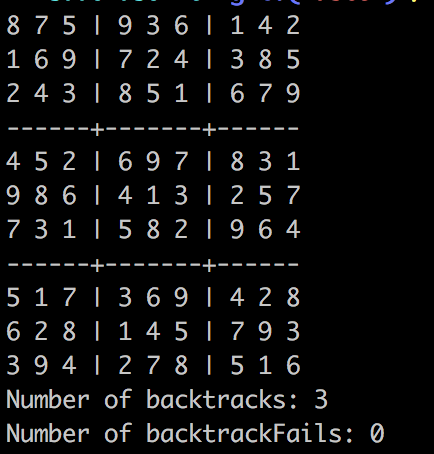 8 7 5 | 9 3 6 | 1 4 2
1 6 9 | 7 2 4 | 3 8 5
2 4 3 | 8 5 1 | 6 7 9
------+-------+------
4 5 2 | 6 9 7 | 8 3 1
9 8 6 | 4 1 3 | 2 5 7
7 3 1 | 5 8 2 | 9 6 4
------+-------+------
5 1 7 | 3 6 9 | 4 2 8
6 2 8 | 1 4 5 | 7 9 3
3 9 4 | 2 7 8 | 5 1 6
Number of backtracks: 3
Number of backtrackFails: 0